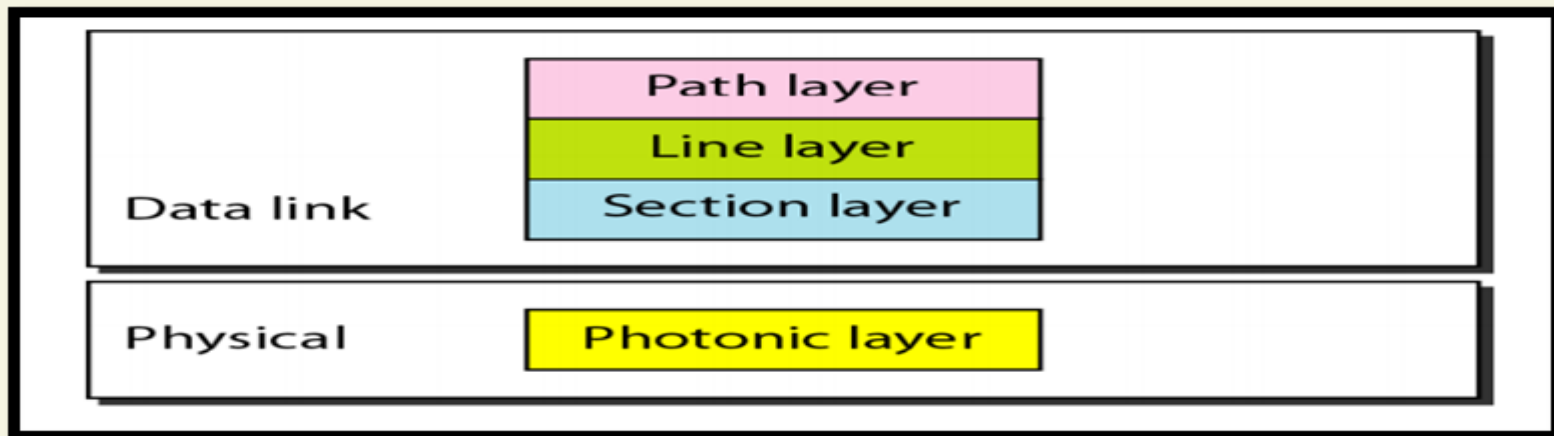 Path layer
Line layer
Data link
Section layer
Physical
Photonic layer